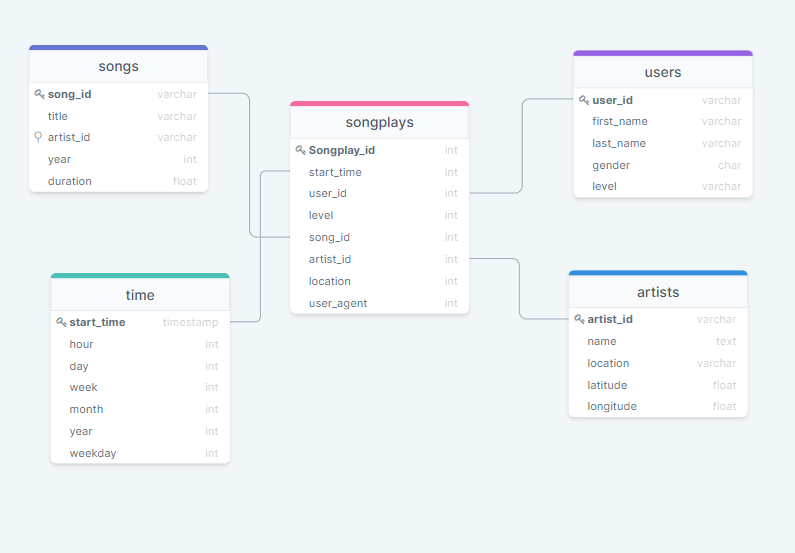 songs
song_id varchar
title varchar
artist_id varchar
year int
duration float
songplays
Songplay_id int
start_time int
user_id int
level int
song_id int
artist_id int
location int
user_agent int
users
user_id varchar
first_name varchar
last_name varchar
gender char
level varchar
time
start_time timestamp
hour int
day int
week int
month int
year int
weekday int
artists
artist_id varchar
name text
location varchar
latitude float
longitude float